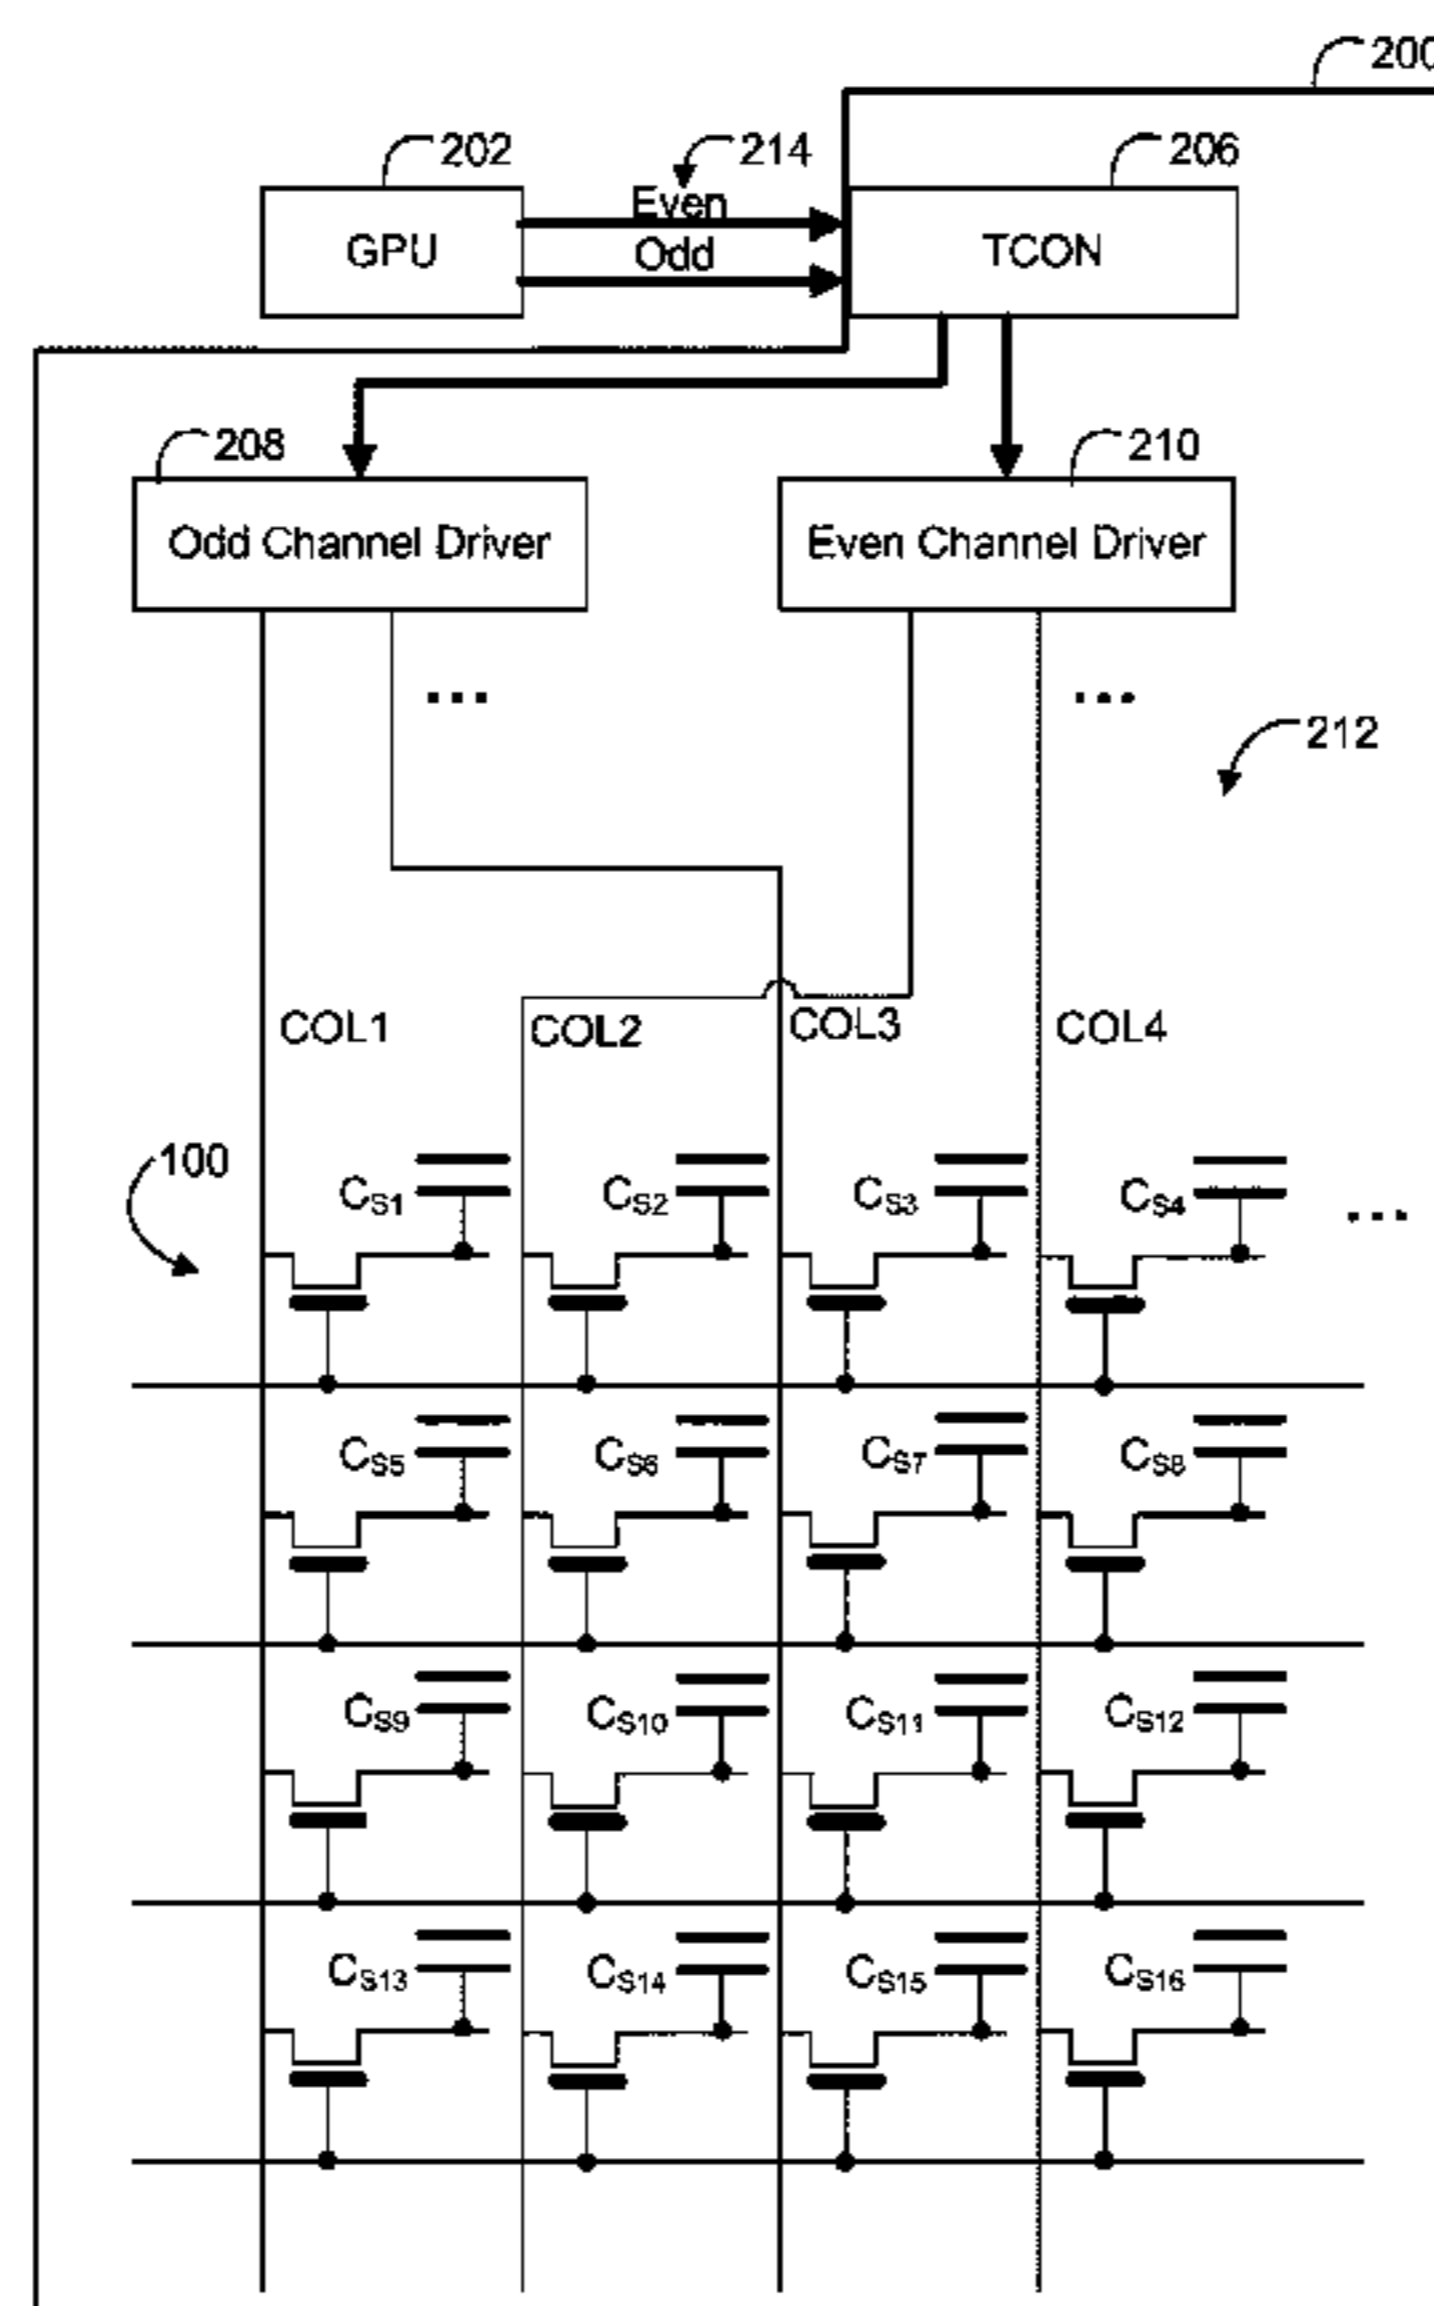 200
202
214
206
Even
GPU
Odd
TCON
208
210
Odd Channel Driver
Even Channel Driver
...
...
212
COL1
COL2
COL3
COL4
100
CS1
CS2
CS3
CS4
...
CS5
CS6
CS7
CS8
CS9
CS10
CS11
CS12
CS13
CS14
CS15
CS16